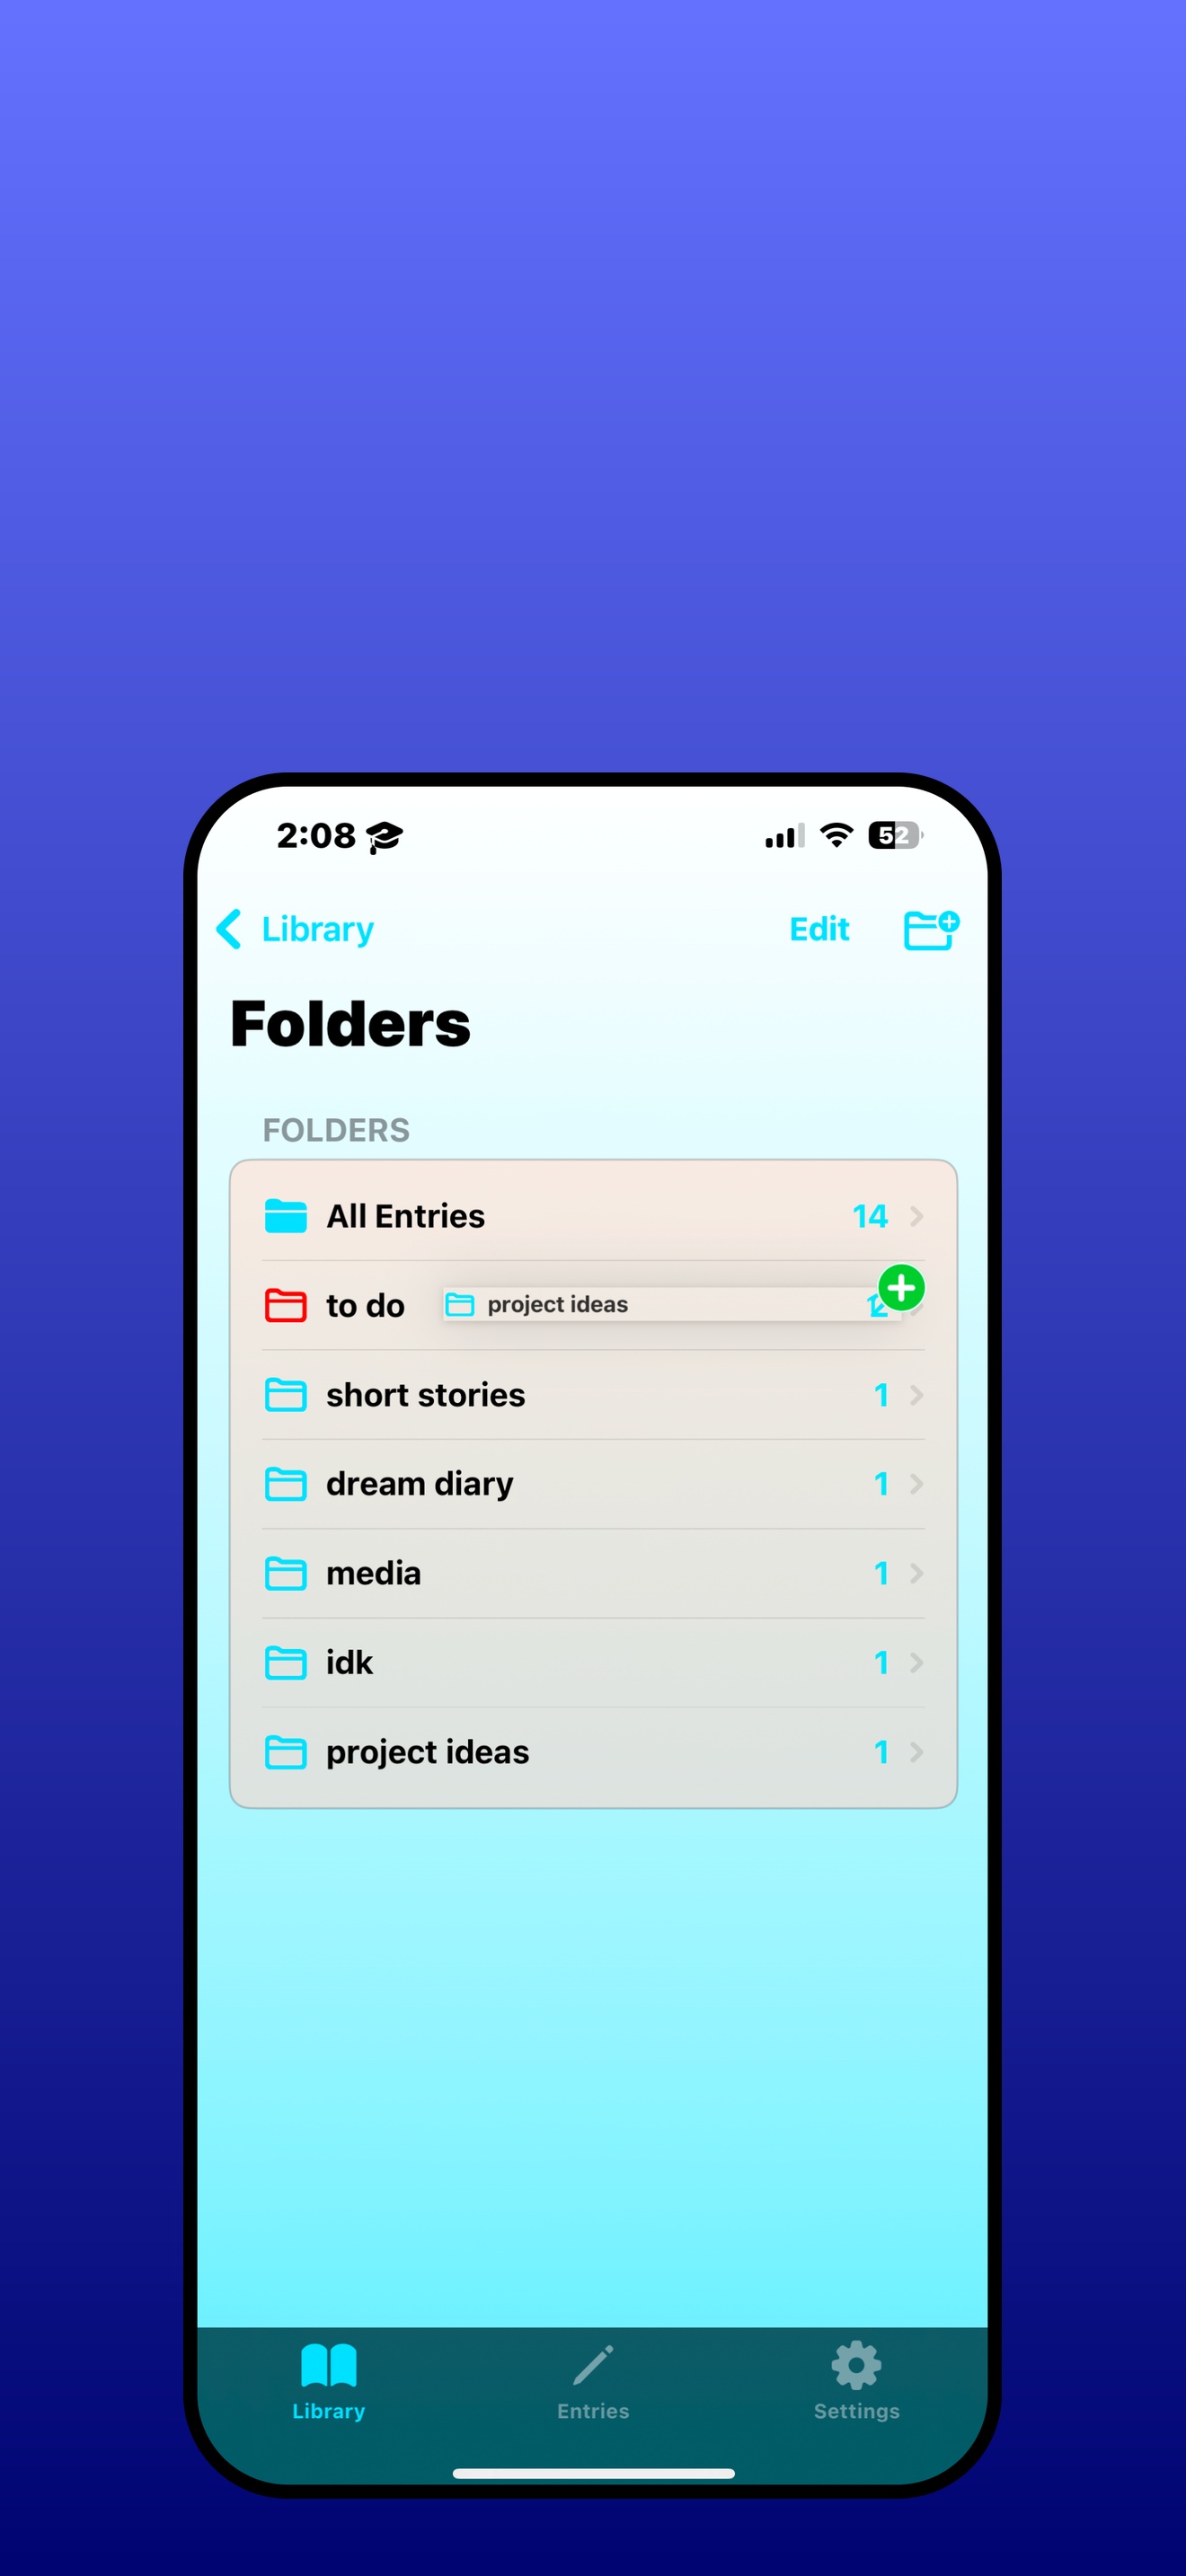 2:08 52
Library Edit
Folders
FOLDERS
All Entries 14
to do project ideas
short stories 1
dream diary 1
media 1
idk 1
project ideas 1
Library Entries Settings